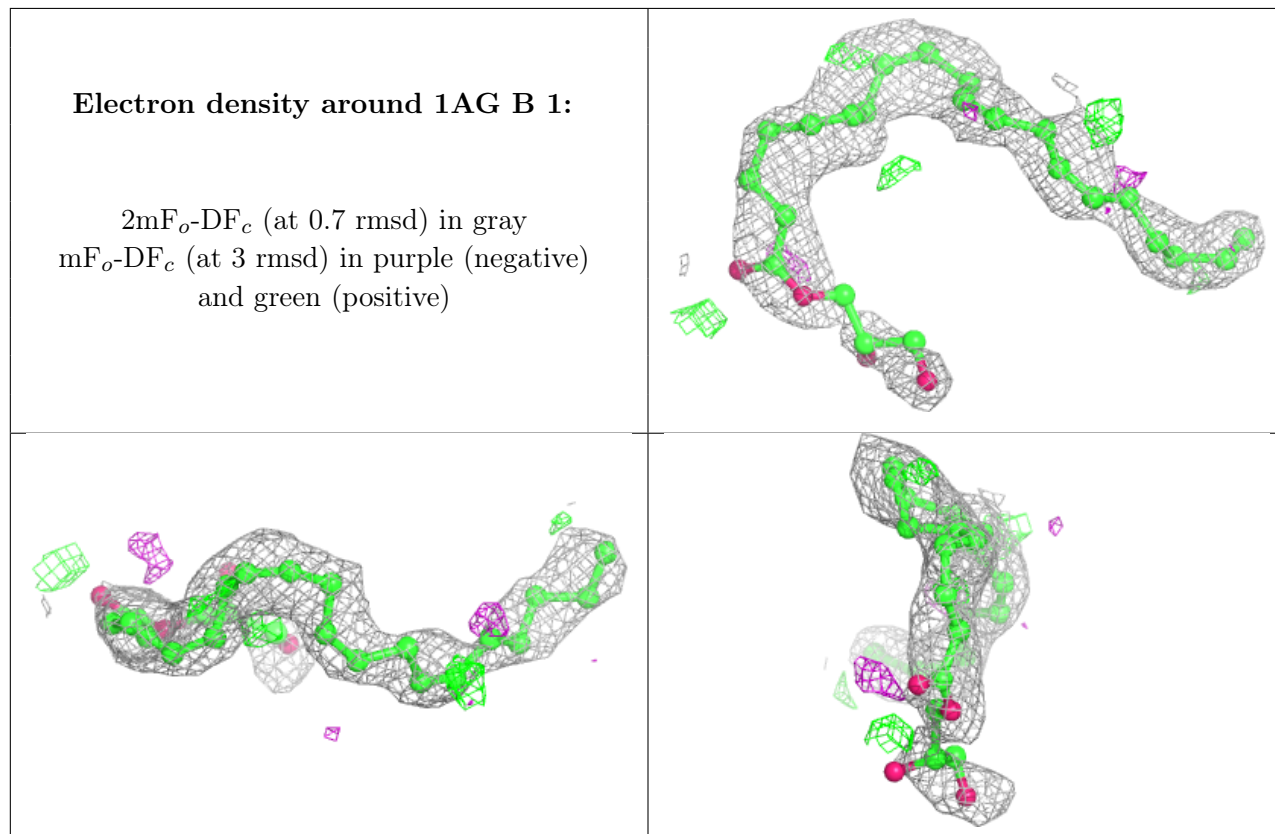 Electron density around 1AG B 1:
2mFo-DFc (at 0.7 rmsd) in gray
mFo-DFc (at 3 rmsd) in purple (negative)
and green (positive)